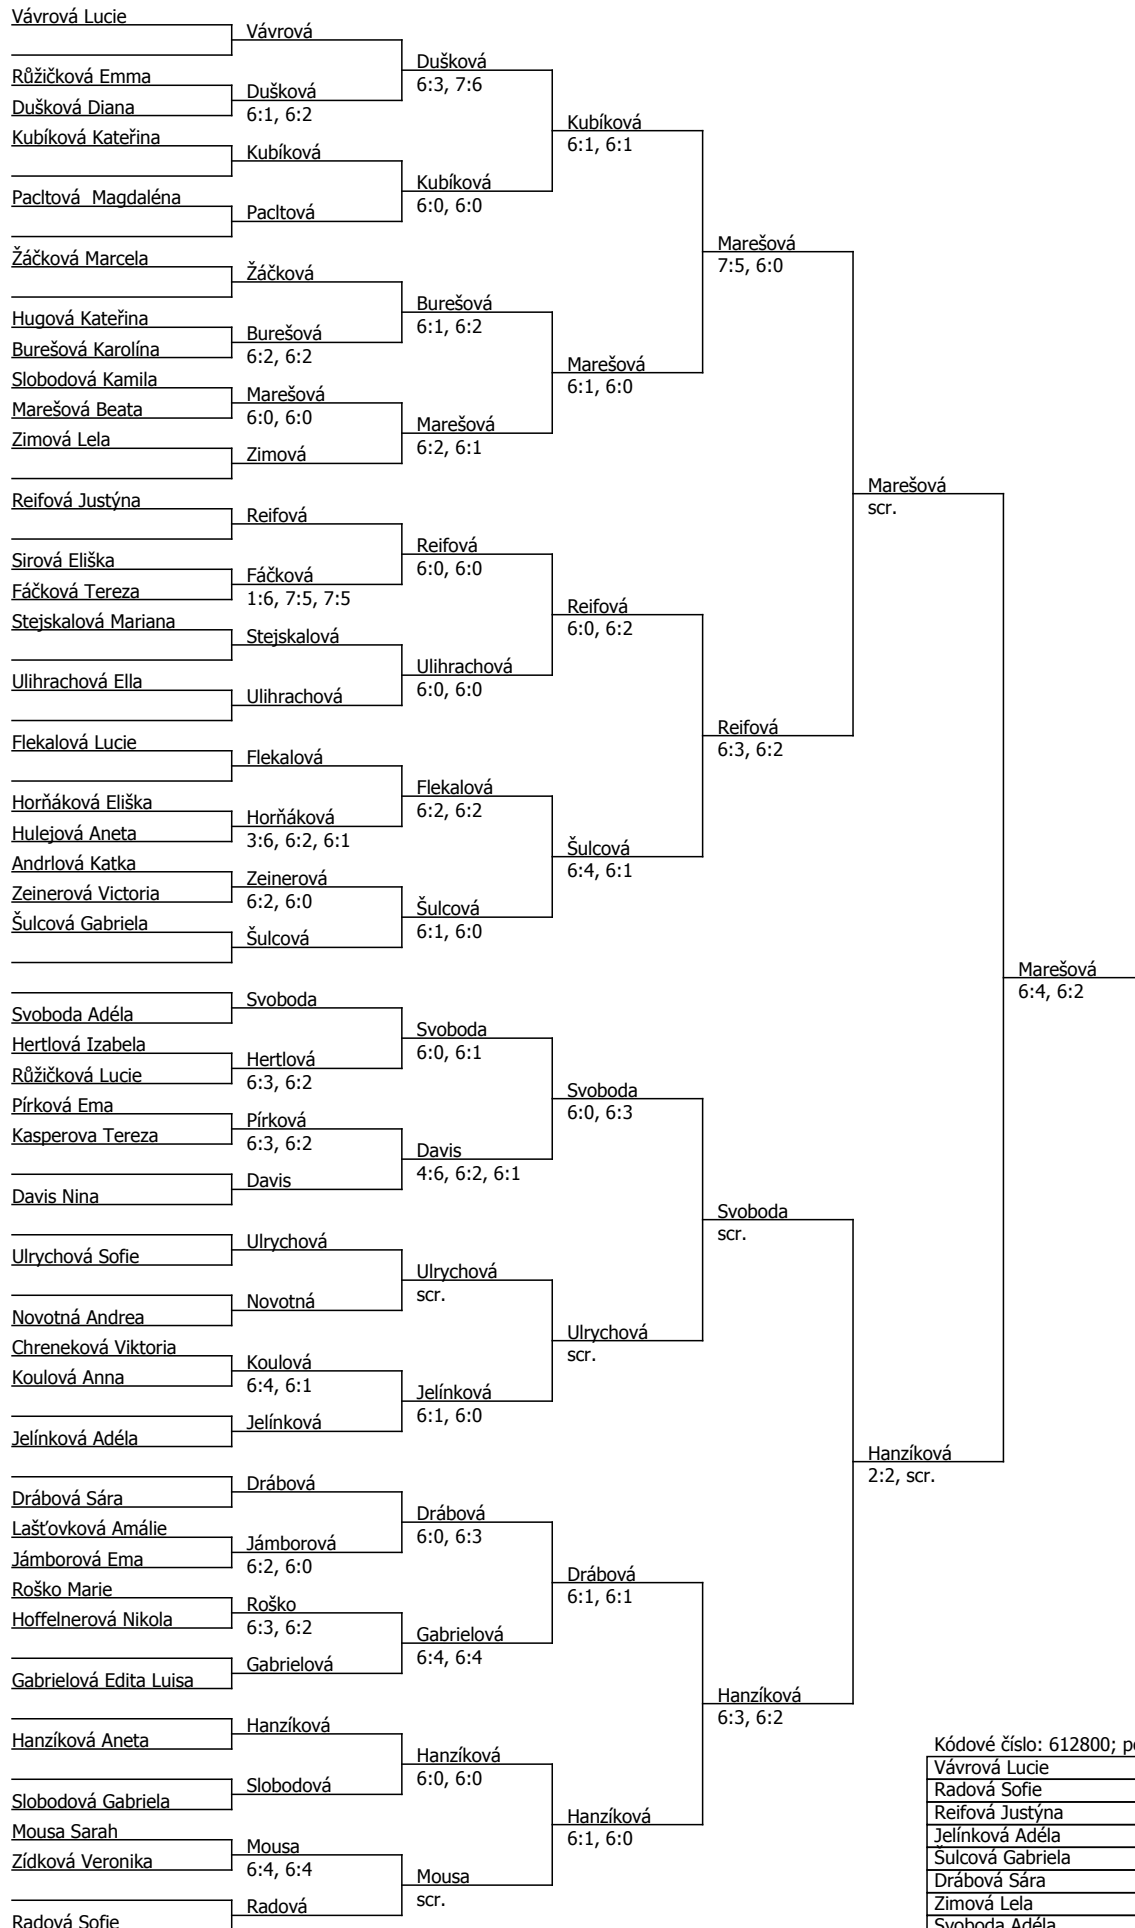 Vávrová Lucie
Růžičková Emma
Dušková Diana
Kubíková Kateřina
Pacltová  Magdaléna
Žáčková Marcela
Hugová Kateřina
Burešová Karolína
Slobodová Kamila
Marešová Beata
Zimová Lela
Reifová Justýna
Sirová Eliška
Fáčková Tereza
Stejskalová Mariana
Ulihrachová Ella
Flekalová Lucie
Horňáková Eliška
Hulejová Aneta
Andrlová Katka
Zeinerová Victoria
Šulcová Gabriela
Svoboda Adéla
Hertlová Izabela
Růžičková Lucie
Pírková Ema
Kasperova Tereza
Davis Nina
Ulrychová Sofie
Novotná Andrea
Chreneková Viktoria
Koulová Anna
Jelínková Adéla
Drábová Sára
Lašťovková Amálie
Jámborová Ema
Roško Marie
Hoffelnerová Nikola
Gabrielová Edita Luisa
Hanzíková Aneta
Slobodová Gabriela
Mousa Sarah
Zídková Veronika
Radová Sofie
Vávrová
Dušková
6:1, 6:2
Kubíková
Pacltová
Žáčková
Burešová
6:2, 6:2
Marešová
6:0, 6:0
Zimová
Reifová
Fáčková
1:6, 7:5, 7:5
Stejskalová
Ulihrachová
Flekalová
Horňáková
3:6, 6:2, 6:1
Zeinerová
6:2, 6:0
Šulcová
Svoboda
Hertlová
6:3, 6:2
Pírková
6:3, 6:2
Davis
Ulrychová
Novotná
Koulová
6:4, 6:1
Jelínková
Drábová
Jámborová
6:2, 6:0
Roško
6:3, 6:2
Gabrielová
Hanzíková
Slobodová
Mousa
6:4, 6:4
Radová
Dušková
6:3, 7:6
Kubíková
6:0, 6:0
Burešová
6:1, 6:2
Marešová
6:2, 6:1
Reifová
6:0, 6:0
Ulihrachová
6:0, 6:0
Flekalová
6:2, 6:2
Šulcová
6:1, 6:0
Svoboda
6:0, 6:1
Davis
4:6, 6:2, 6:1
Ulrychová
scr.
Jelínková
6:1, 6:0
Drábová
6:0, 6:3
Gabrielová
6:4, 6:4
Hanzíková
6:0, 6:0
Mousa
scr.
Kubíková
6:1, 6:1
Marešová
6:1, 6:0
Reifová
6:0, 6:2
Šulcová
6:4, 6:1
Svoboda
6:0, 6:3
Ulrychová
scr.
Drábová
6:1, 6:1
Hanzíková
6:1, 6:0
Marešová
7:5, 6:0
Reifová
6:3, 6:2
Svoboda
scr.
Hanzíková
6:3, 6:2
Marešová
scr.
Hanzíková
2:2, scr.
Marešová
6:4, 6:2
Kódové číslo: 612800;
Vávrová Lucie
Radová Sofie
Reifová Justýna
Jelínková Adéla
Šulcová Gabriela
Drábová Sára
Zimová Lela
Svoboda Adéla